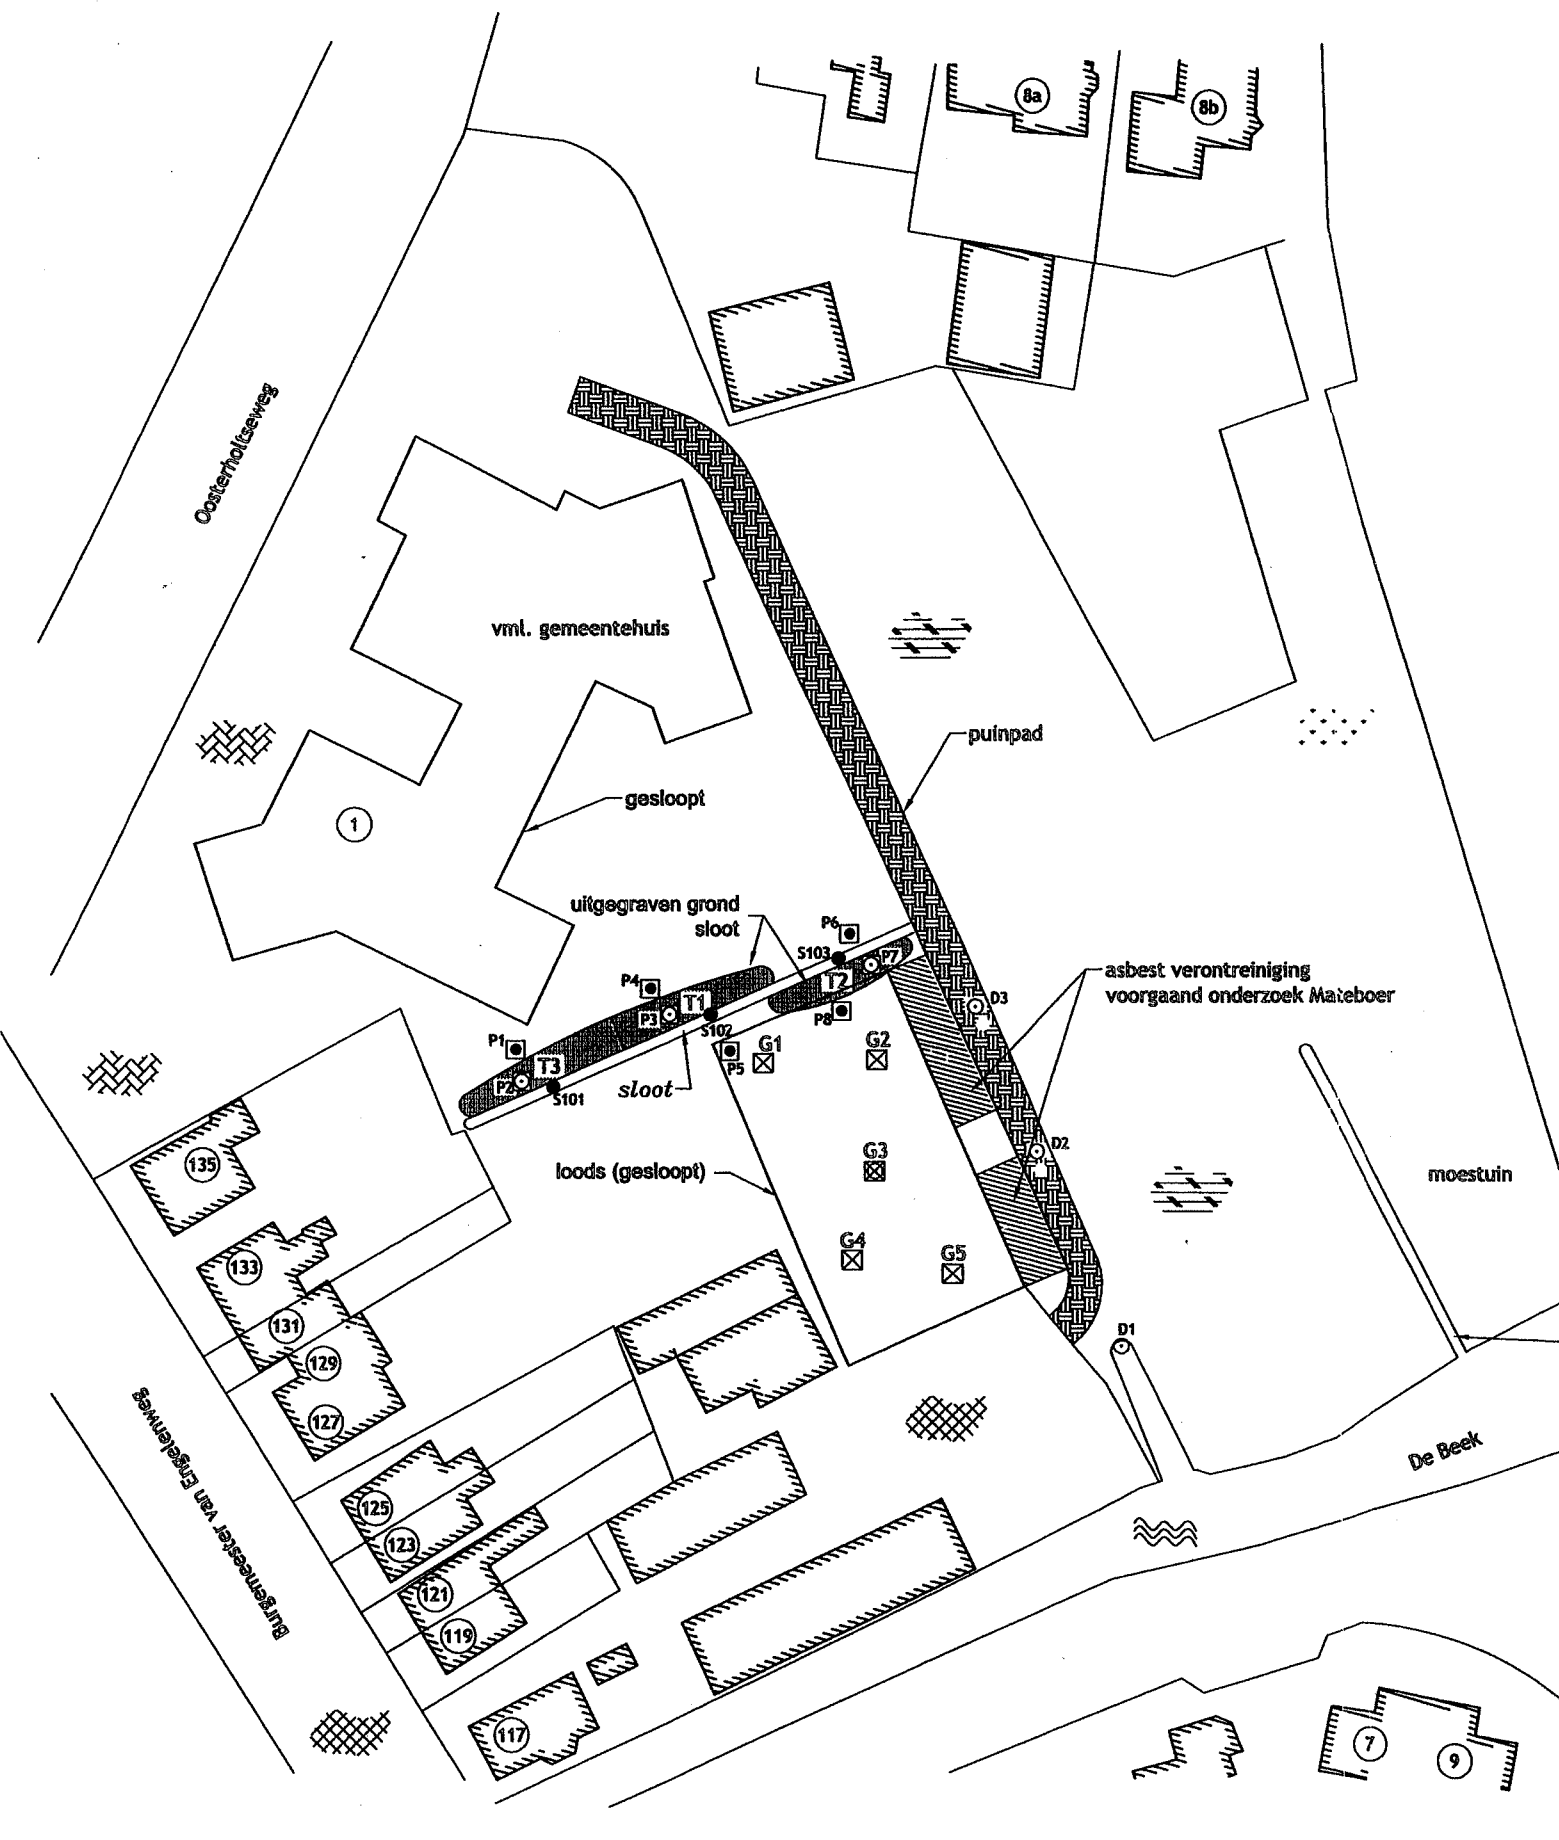 8a
8b
Oosterholtseweg
vml. gemeentehuis
puinpad
gesloopt
1
uitgegraven grond
sloot
P6
S103
P7
T2
asbest verontreiniging
voorgaand onderzoek Mateboer
P4
T1
P3
S102
P8
D3
P1
T3
P2
S101
sloot
P5
G1
G2
D2
135
loods (gesloopt)
G3
moestuin
133
G4
G5
131
D1
129
127
De Beek
Burgemeester van Engelenweg
125
123
121
119
117
7
9